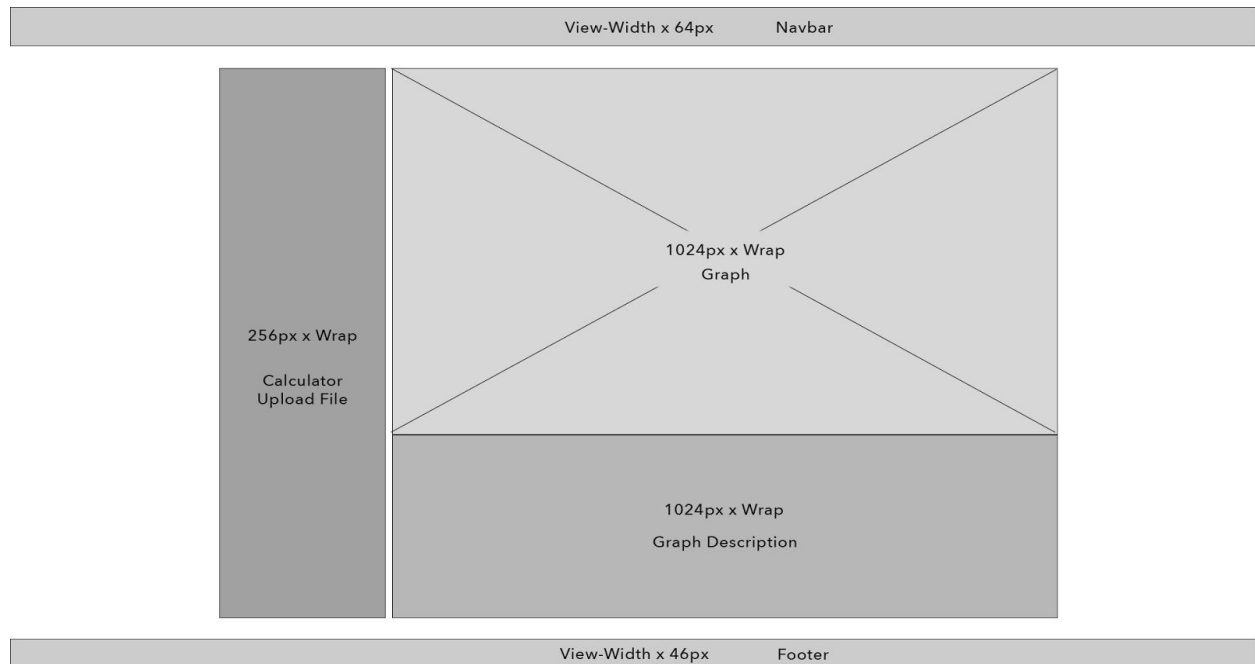 View-Width x 64px Navbar
1024px x Wrap
Graph
256px x Wrap
Calculator
Upload File
1024px x Wrap
Graph Description
View-Width x 46px Footer